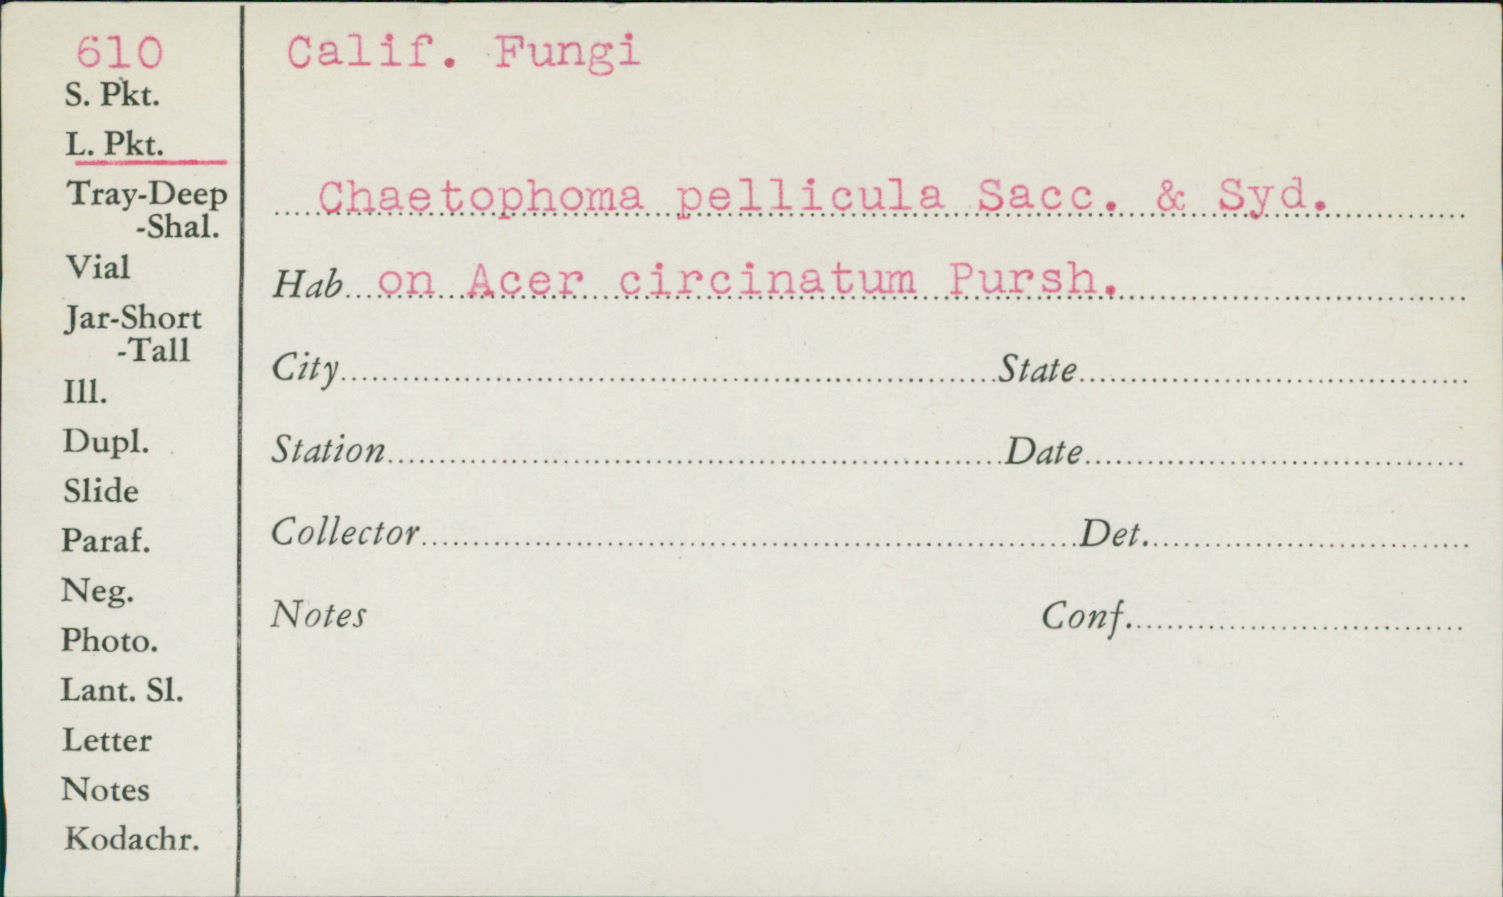 610
S. Pkt.
L. Pkt.
Tray-Deep
-Shal.
Vial
Jar-Short
-Tall
Ill.
Dupl.
Slide
Paraf.
Neg.
Photo.
Lant. Sl.
Letter
Notes
Kodachr.
Calif. Fungi
Chaetophoma pellicula Sacc. & Syd.
Hab on Acer circinatum Pursh.
City State
Station Date
Collector Det.
Notes Conf.